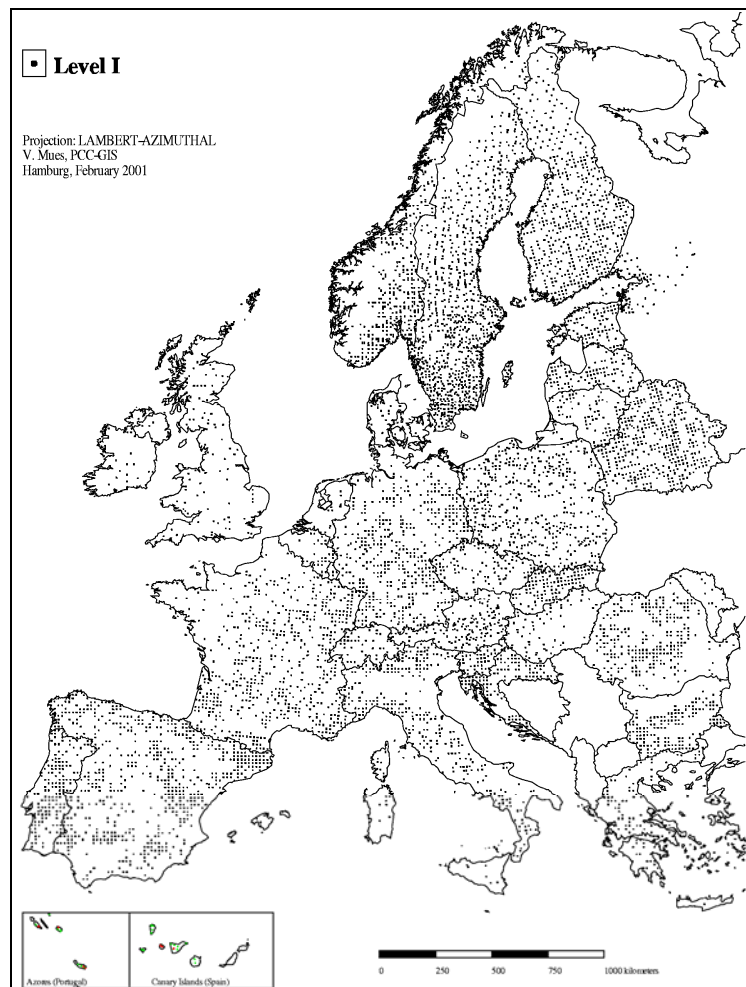 Level I
Projection: LAMBERT-AZIMUTHAL
V. Mues, PCC-GIS
Hamburg, February 2001
Azores (Portugal)
Canary Islands (Spain)
0 250 500 750 1000 kilometers